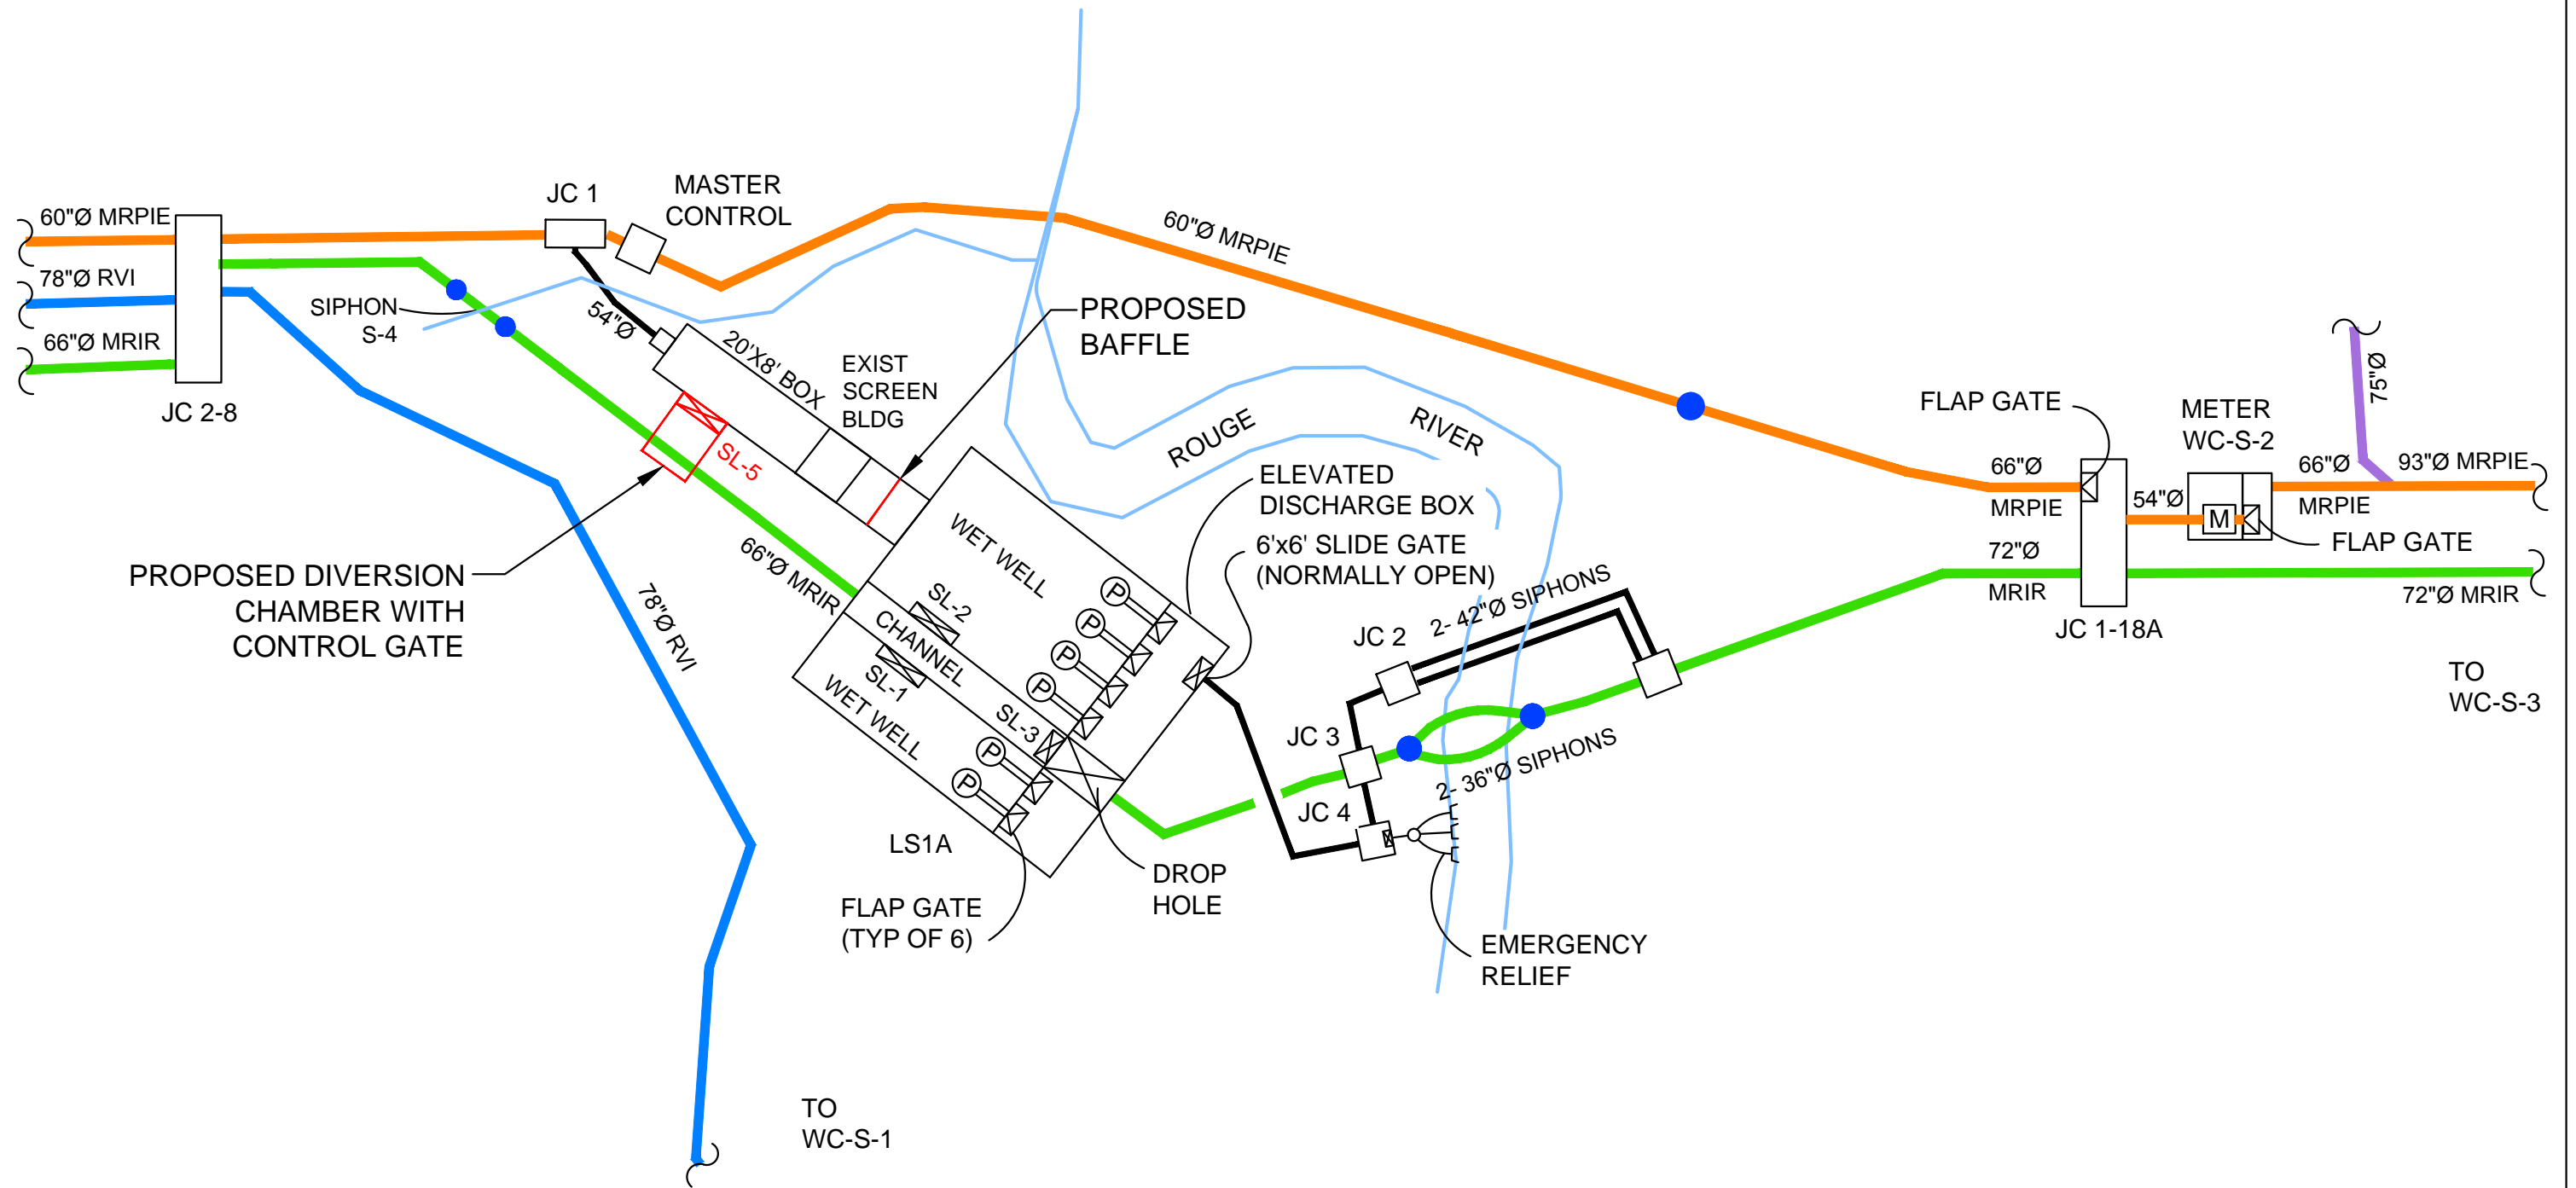 60"Ø MRPIE
78"Ø RVI
66"Ø MRIR
JC 2-8
SIPHON
S-4
JC 1
MASTER
CONTROL
54"Ø
20'X8' BOX
EXIST
SCREEN
BLDG
PROPOSED
BAFFLE
60"Ø MRPIE
ROUGE
RIVER
SL-5
PROPOSED DIVERSION
CHAMBER WITH
CONTROL GATE
66"Ø MRIR
78"Ø RVI
WET WELL
SL-2
CHANNEL
SL-1
WET WELL
SL-3
P
P
P
P
P
P
LS1A
FLAP GATE
(TYP OF 6)
DROP
HOLE
ELEVATED
DISCHARGE BOX
6'x6' SLIDE GATE
(NORMALLY OPEN)
JC 2
2- 42"Ø SIPHONS
JC 3
2- 36"Ø SIPHONS
JC 4
EMERGENCY
RELIEF
FLAP GATE
66"Ø
MRPIE
72"Ø
MRIR
JC 1-18A
54"Ø
METER
WC-S-2
M
66"Ø
MRPIE
75"Ø
93"Ø MRPIE
FLAP GATE
72"Ø MRIR
TO
WC-S-3
TO
WC-S-1